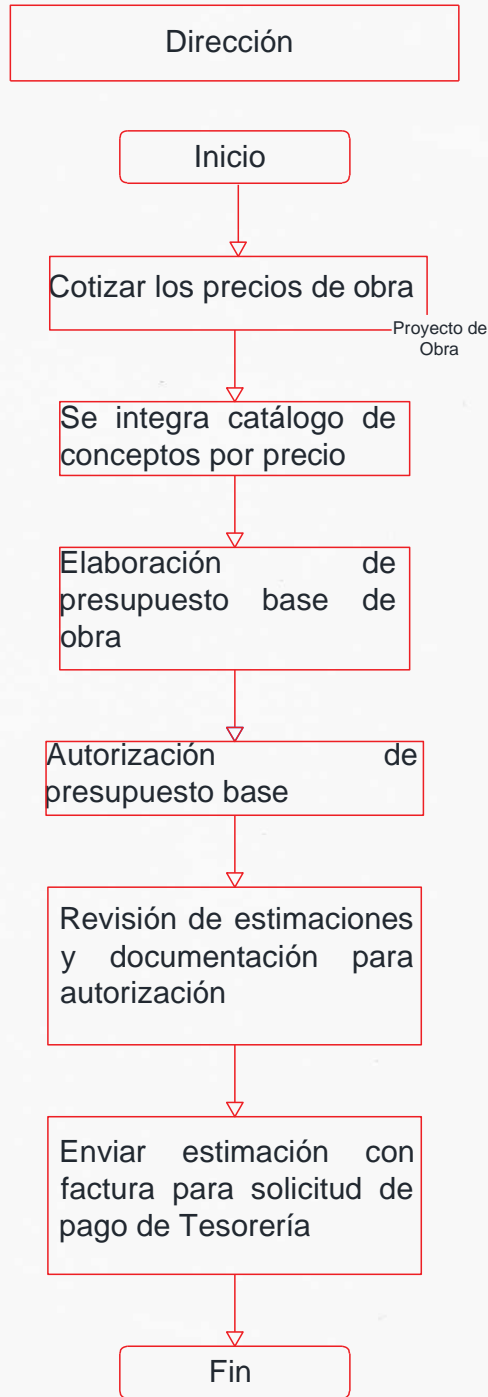 Dirección
Inicio
Cotizar los precios de obra
Proyecto de
Obra
Se integra catálogo de
conceptos por precio
Elaboración de
presupuesto base de
obra
Autorización de
presupuesto base
Revisión de estimaciones
y documentación para
autorización
Enviar estimación con
factura para solicitud de
pago de Tesorería
Fin